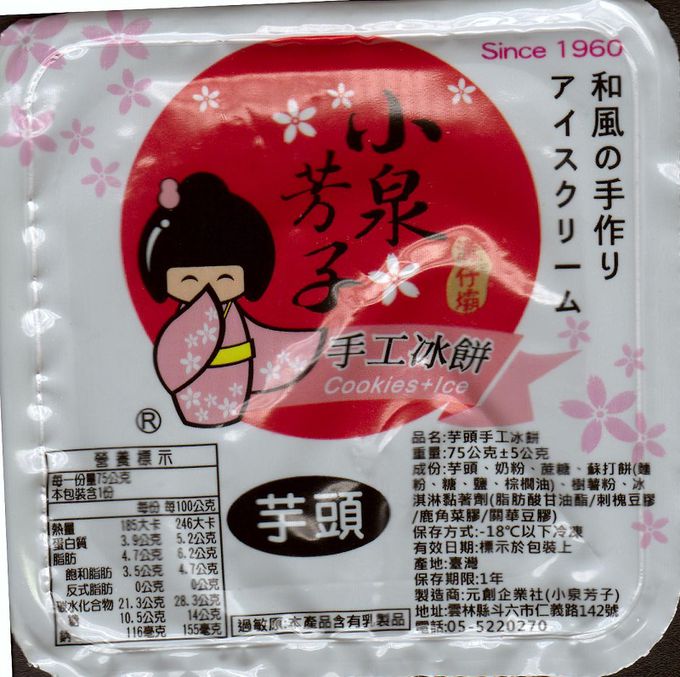 Since 1960
和風の手作り
アイスクリーム
小泉
芳子
手工冰餅
Cookies+Ice
®
芋頭
營養標示
每一份量75公克
本包裝含1份
每份 每100公克
熱量 185大卡 246大卡
蛋白質 3.9公克 5.2公克
脂肪 4.7公克 6.2公克
飽和脂肪 3.5公克 4.7公克
反式脂肪 0公克 0公克
碳水化合物 21.3公克 28.3公克
糖 10.5公克 14公克
鈉 116毫克 155毫克
過敏原:本產品含有乳製品
品名:芋頭手工冰餅
重量:75公克±5公克
成份:芋頭、奶粉、蔗糖、蘇打餅(麵
粉、糖、鹽、棕櫚油)、樹薯粉、冰
淇淋黏著劑(脂肪酸甘油酯/刺槐豆膠
/鹿角菜膠/關華豆膠)
保存方式:-18℃以下冷凍
有效日期:標示於包裝上
產地:臺灣
保存期限:1年
製造商:元創企業社(小泉芳子)
地址:雲林縣斗六市仁義路142號
電話:05-5220270